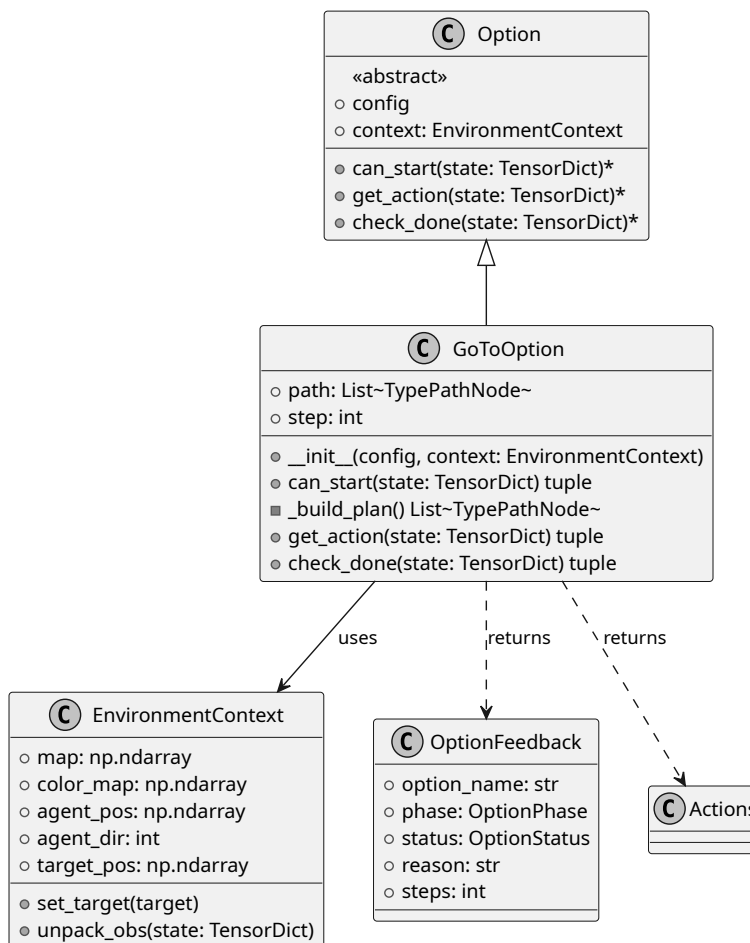 C Option
«abstract»
config
context: EnvironmentContext
can_start(state: TensorDict)*
get_action(state: TensorDict)*
check_done(state: TensorDict)*
C GoToOption
path: List~TypePathNode~
step: int
__init__(config, context: EnvironmentContext)
can_start(state: TensorDict) tuple
_build_plan() List~TypePathNode~
get_action(state: TensorDict) tuple
check_done(state: TensorDict) tuple
uses
returns
returns
C EnvironmentContext
map: np.ndarray
color_map: np.ndarray
agent_pos: np.ndarray
agent_dir: int
target_pos: np.ndarray
set_target(target)
unpack_obs(state: TensorDict)
C OptionFeedback
option_name: str
phase: OptionPhase
status: OptionStatus
reason: str
steps: int
C Actions